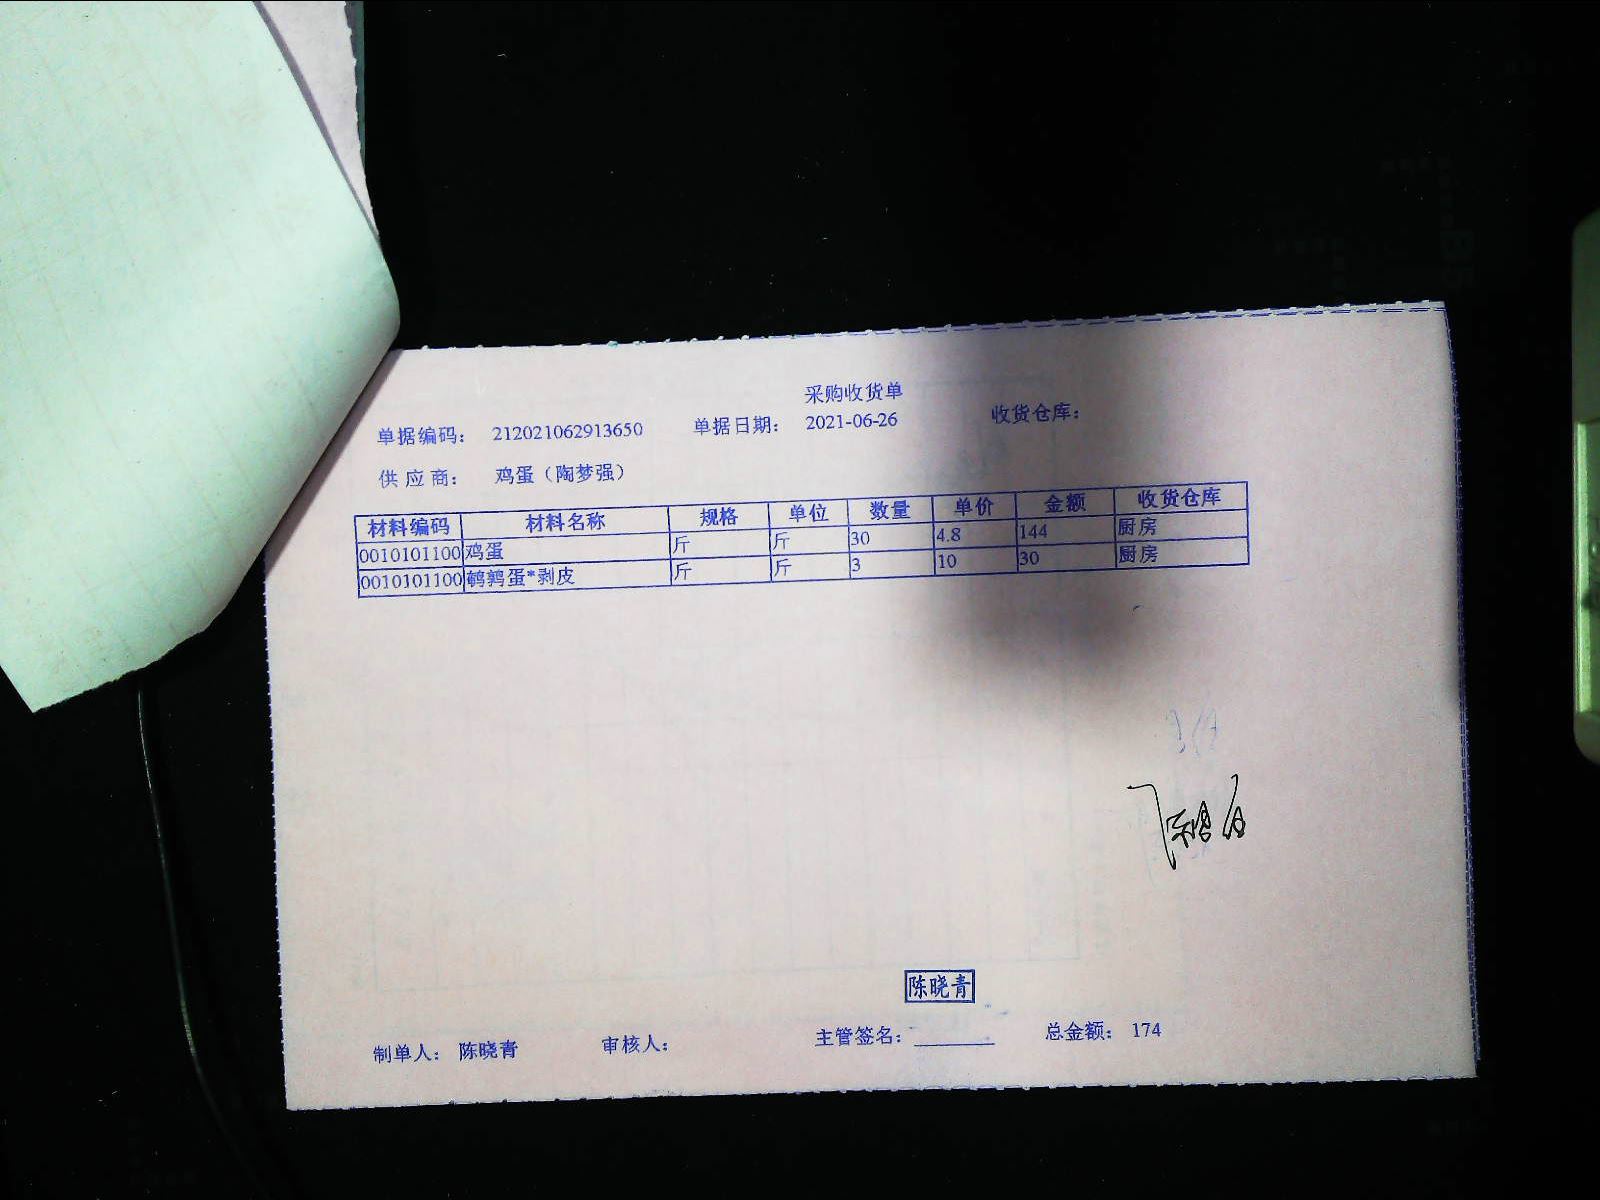 采购收货单
单据编码： 212021062913650 单据日期： 2021-06-26 收货仓库：
供 应 商： 鸡蛋（陶梦强）
材料编码 材料名称 规格 单位 数量 单价 金额 收货仓库
0010101100 鸡蛋 斤 斤 30 4.8 144 厨房
0010101100 鹌鹑蛋*剥皮 斤 斤 3 10 30 厨房
陈晓青
制单人： 陈晓青 审核人： 主管签名： 总金额： 174